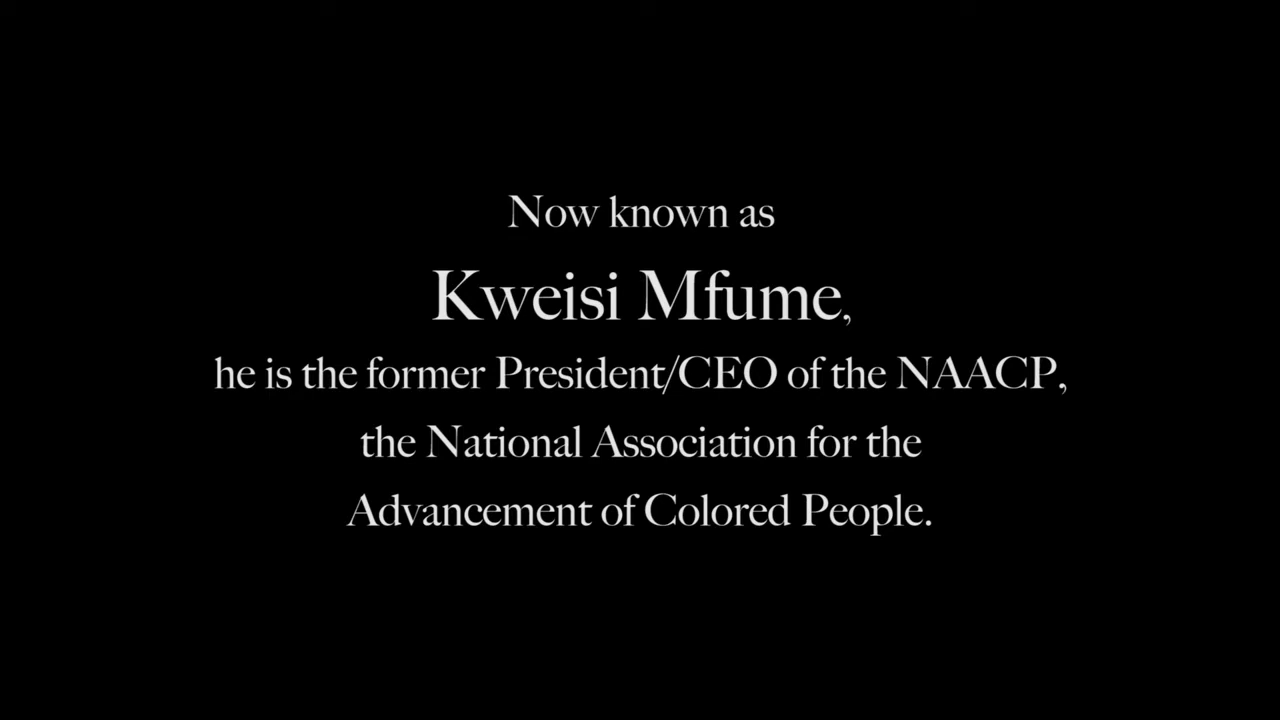 Now known as
Kweisi Mfume,
he is the former President/CEO of the NAACP,
the National Association for the
Advancement of Colored People.